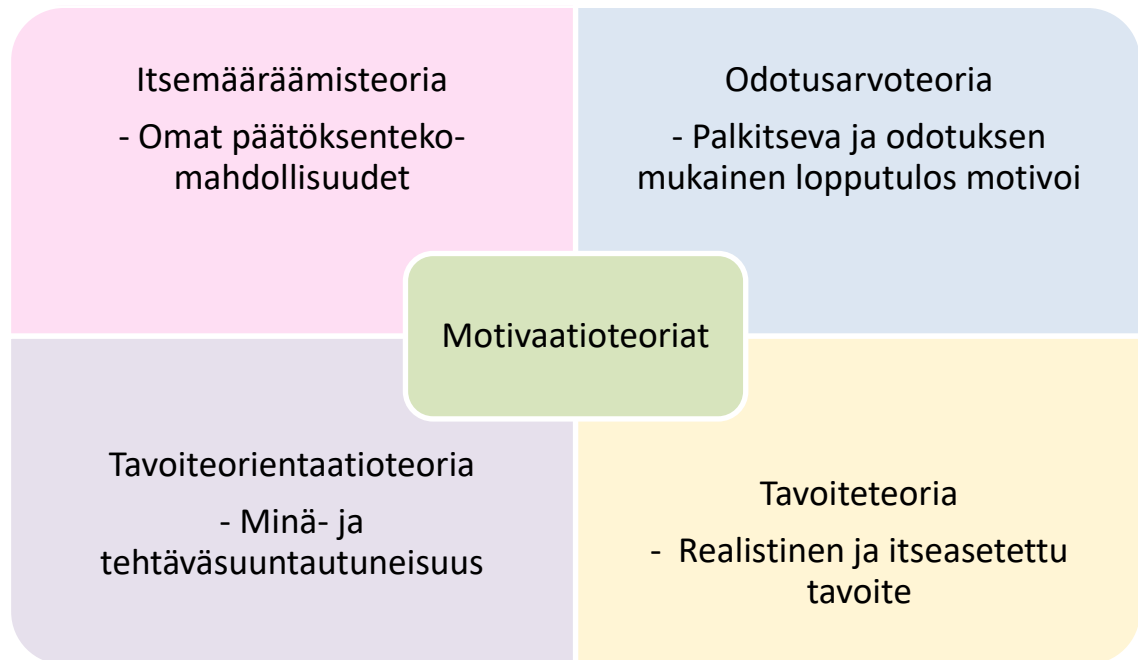 Itsemääräämisteoria
- Omat päätöksenteko-
mahdollisuudet
Odotusarvoteoria
- Palkitseva ja odotuksen
mukainen lopputulos motivoi
Motivaatioteoriat
Tavoiteorientaatioteoria
- Minä- ja
tehtäväsuuntautuneisuus
Tavoiteteoria
- Realistinen ja itseasetettu
tavoite